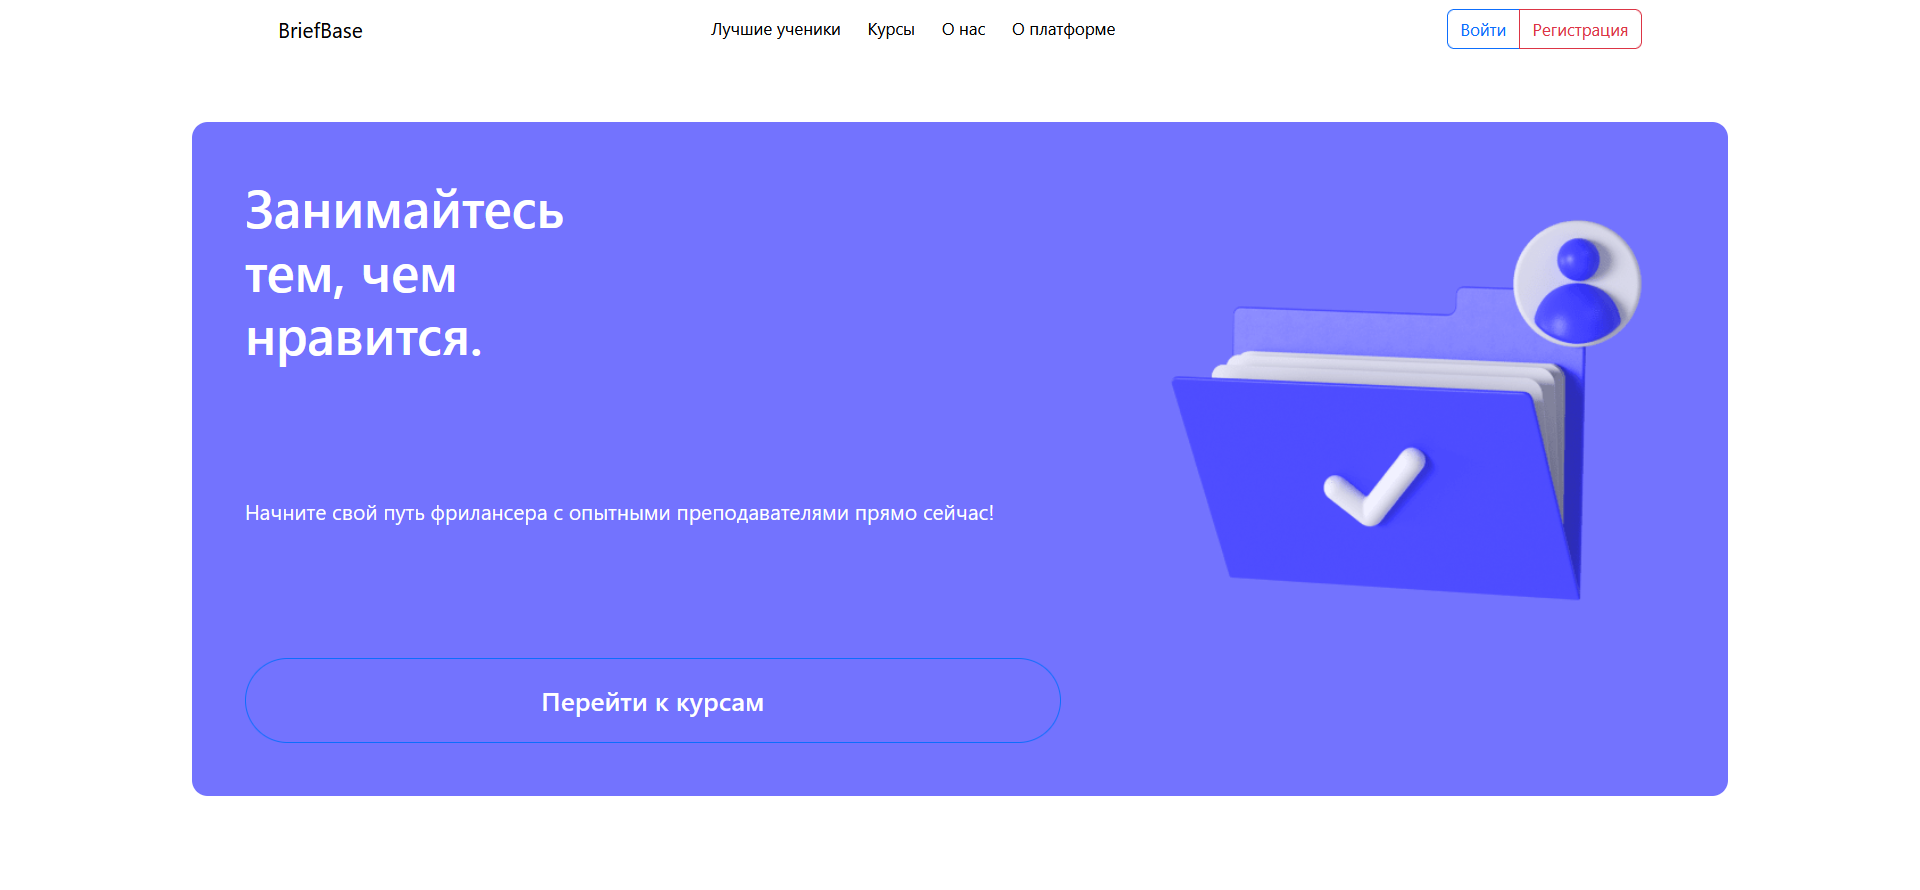 BriefBase
Лучшие ученики
Курсы
О нас
О платформе
Войти
Регистрация
Занимайтесь
тем, чем
нравится.
Начните свой путь фрилансера с опытными преподавателями прямо сейчас!
Перейти к курсам